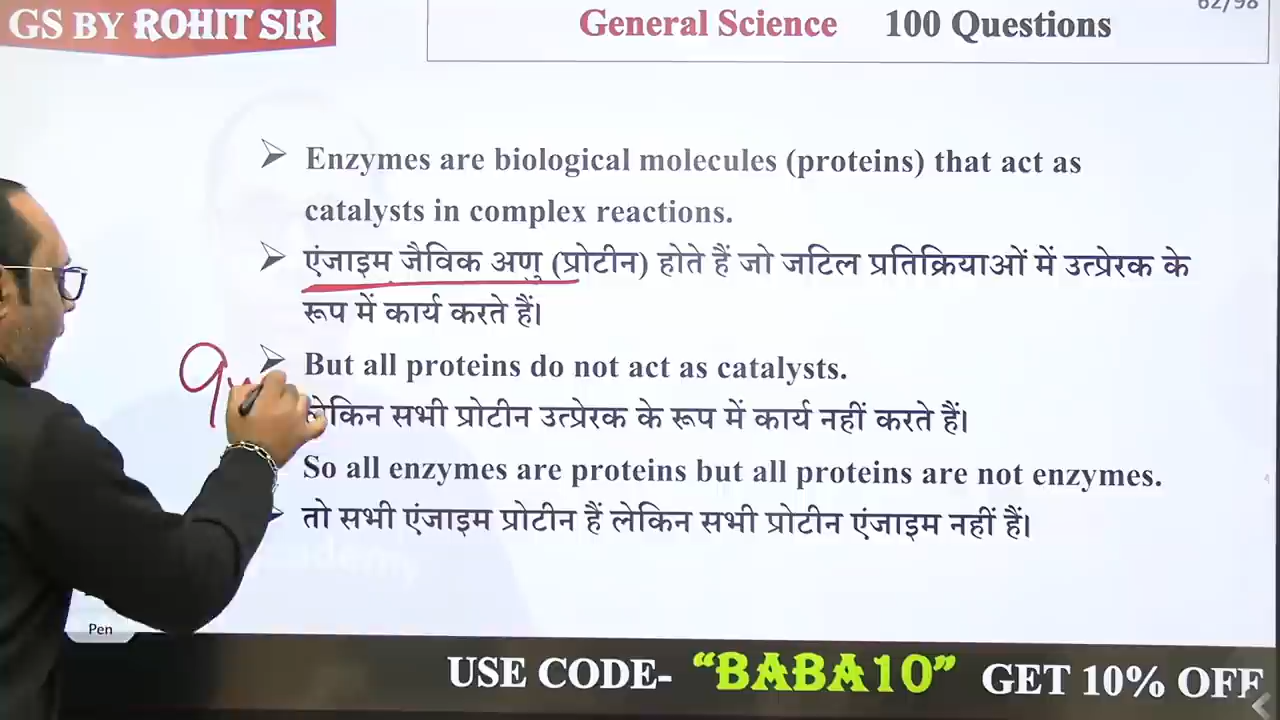 GS BY ROHIT SIR
General Science 100 Questions
62/98
Enzymes are biological molecules (proteins) that act as
catalysts in complex reactions.
एंजाइम जैविक अणु (प्रोटीन) होते हैं जो जटिल प्रतिक्रियाओं में उत्प्रेरक के
रूप में कार्य करते हैं।
But all proteins do not act as catalysts.
लेकिन सभी प्रोटीन उत्प्रेरक के रूप में कार्य नहीं करते हैं।
So all enzymes are proteins but all proteins are not enzymes.
तो सभी एंजाइम प्रोटीन हैं लेकिन सभी प्रोटीन एंजाइम नहीं हैं।
Pen
USE CODE- “BABA10” GET 10% OFF